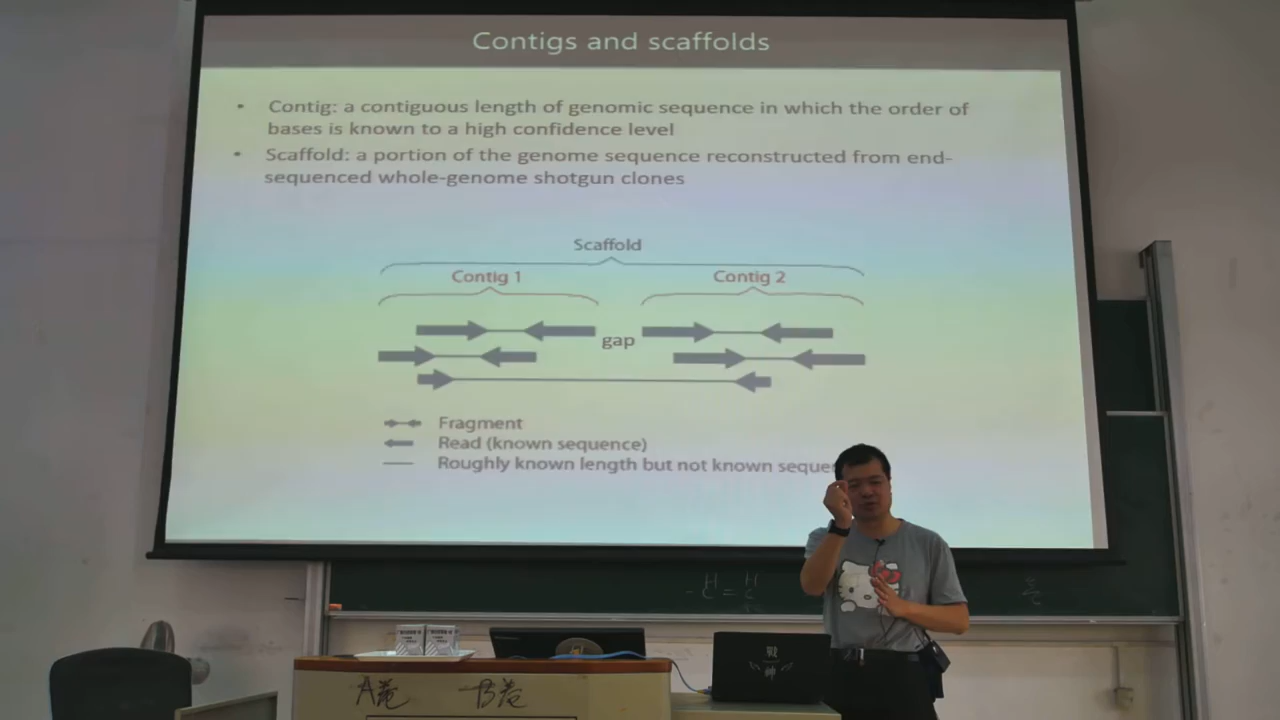 Contigs and scaffolds
• Contig: a contiguous length of genomic sequence in which the order of
bases is known to a high confidence level
• Scaffold: a portion of the genome sequence reconstructed from end-
sequenced whole-genome shotgun clones
Scaffold
Contig 1
Contig 2
gap
Fragment
Read (known sequence)
Roughly known length but not known seque
H H
- C = C
A卷 B卷